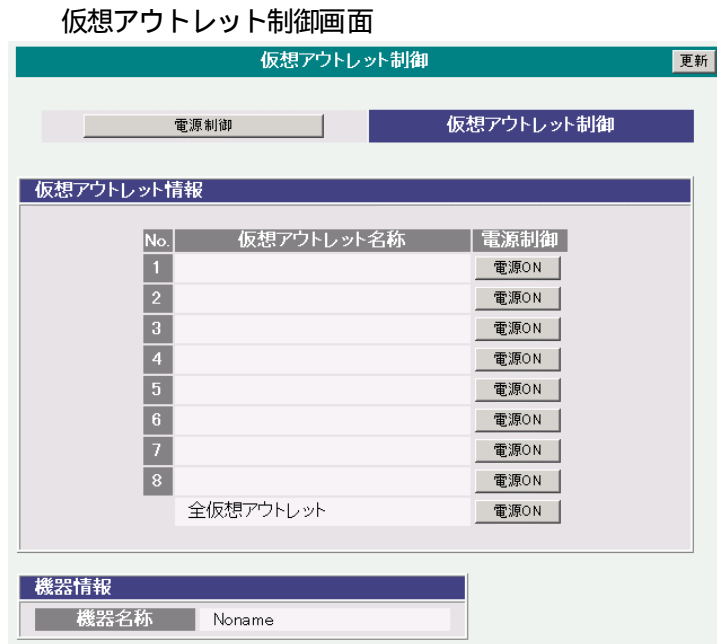 仮想アウトレット制御画面
仮想アウトレット制御 更新
電源制御 仮想アウトレット制御
仮想アウトレット情報
No. 仮想アウトレット名称 電源制御
1 電源ON
2 電源ON
3 電源ON
4 電源ON
5 電源ON
6 電源ON
7 電源ON
8 電源ON
全仮想アウトレット 電源ON
機器情報
機器名称 Noname